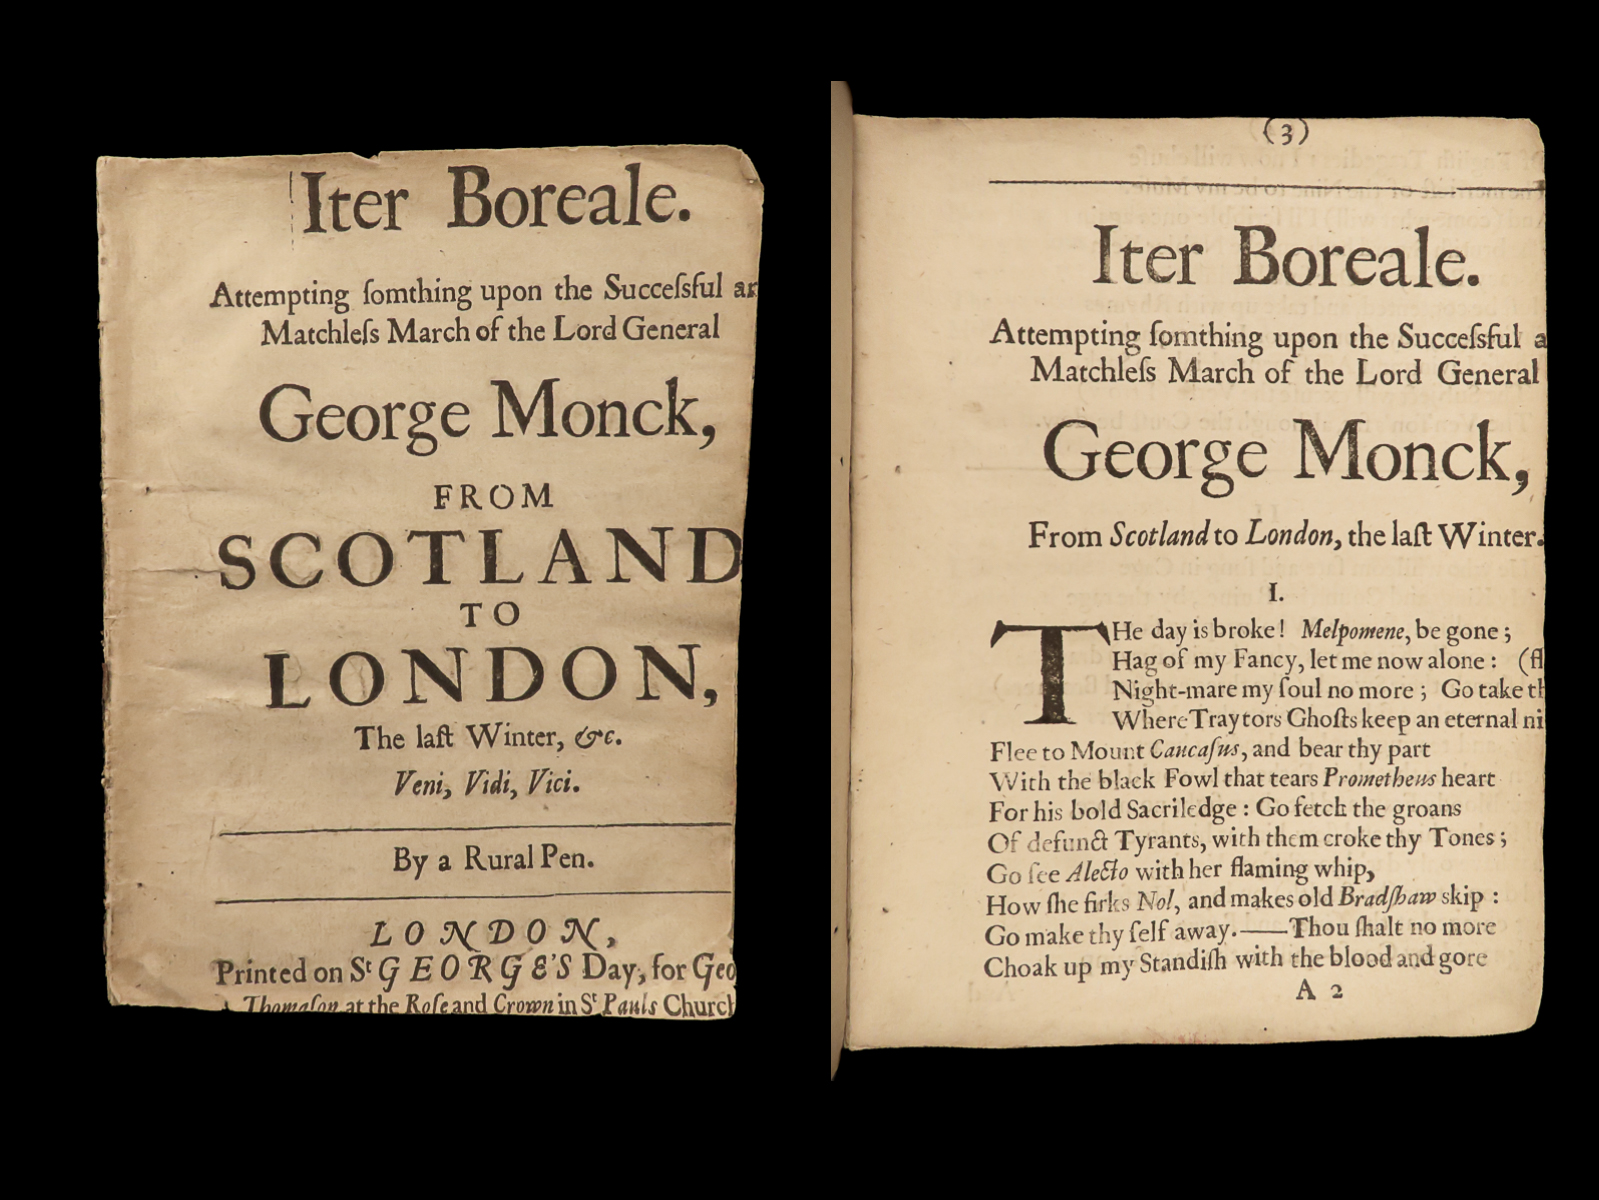 Iter Boreale.
Attempting ſomthing upon the Succeſsful
Matchleſs March of the Lord General
George Monck,
FROM
SCOTLAND
TO
LONDON,
The laſt Winter, &c.
Veni, Vidi, Vici.
By a Rural Pen.
LONDON,
Printed on St GEORGE'S Day, for Geo
Thomaſon at the Roſe and Crown in St Pauls Church
(3)
Iter Boreale.
Attempting ſomthing upon the Succeſsful a
Matchleſs March of the Lord General
George Monck,
From Scotland to London, the laſt Winter.
I.
THe day is broke! Melpomene, be gone;
Hag of my Fancy, let me now alone: (fl
Night-mare my ſoul no more; Go take th
Where Traytors Ghoſts keep an eternal ni
Flee to Mount Caucaſus, and bear thy part
With the black Fowl that tears Prometheus heart
For his bold Sacriledge: Go fetch the groans
Of defunct Tyrants, with them croke thy Tones;
Go ſee Alecto with her flaming whip,
How ſhe firks Nol, and makes old Bradſhaw skip:
Go make thy ſelf away.——Thou ſhalt no more
Choak up my Standiſh with the blood and gore
A 2